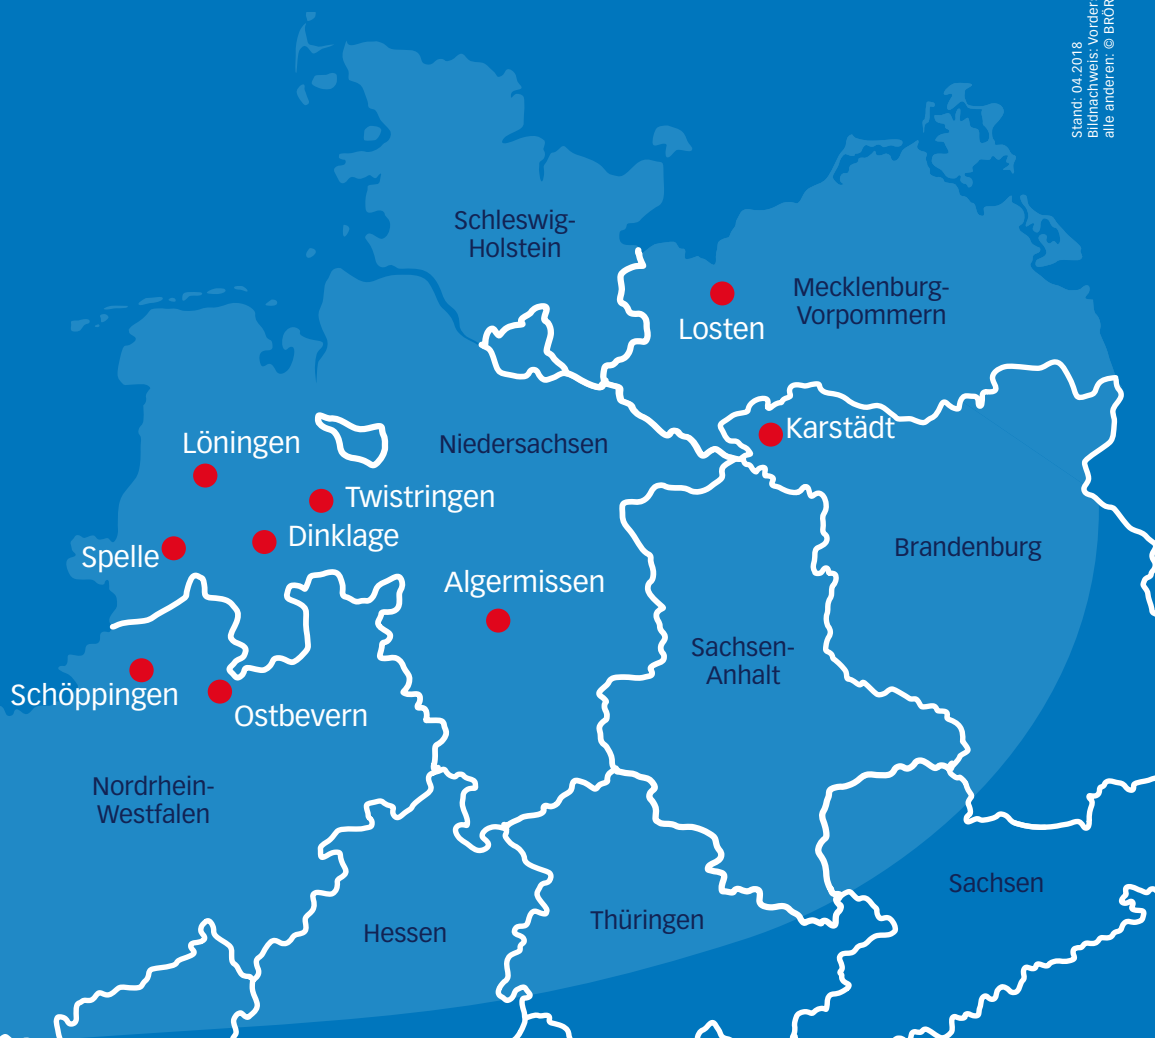 Stand: 04.2018
Bildnachweis: Vorders
alle anderen: © BRÖR
Schleswig-
Holstein
Mecklenburg-
Vorpommern
Losten
Karstädt
Löningen
Niedersachsen
Twistringen
Dinklage
Spelle
Brandenburg
Algermissen
Sachsen-
Anhalt
Schöppingen
Ostbevern
Nordrhein-
Westfalen
Sachsen
Thüringen
Hessen